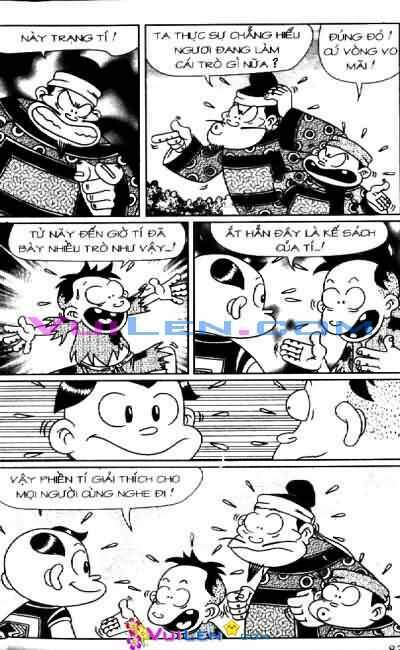 NÀY TRẠNG TÍ!
TA THỰC SỰ CHẲNG HIỂU
NGƯƠI ĐANG LÀM
CÁI TRÒ GÌ NỮA?
ĐÚNG ĐÓ!
CỨ VÒNG VO
MÃI!
TỪ NÃY ĐẾN GIỜ TÍ ĐÃ
BÀY NHIỀU TRÒ NHƯ VẬY...!
ẮT HẲN ĐÂY LÀ KẾ SÁCH
CỦA TÍ...!
VUILEN.COM
VẬY PHIỀN TÍ GIẢI THÍCH CHO
MỌI NGƯỜI CÙNG NGHE ĐI!
VUILEN
.COM